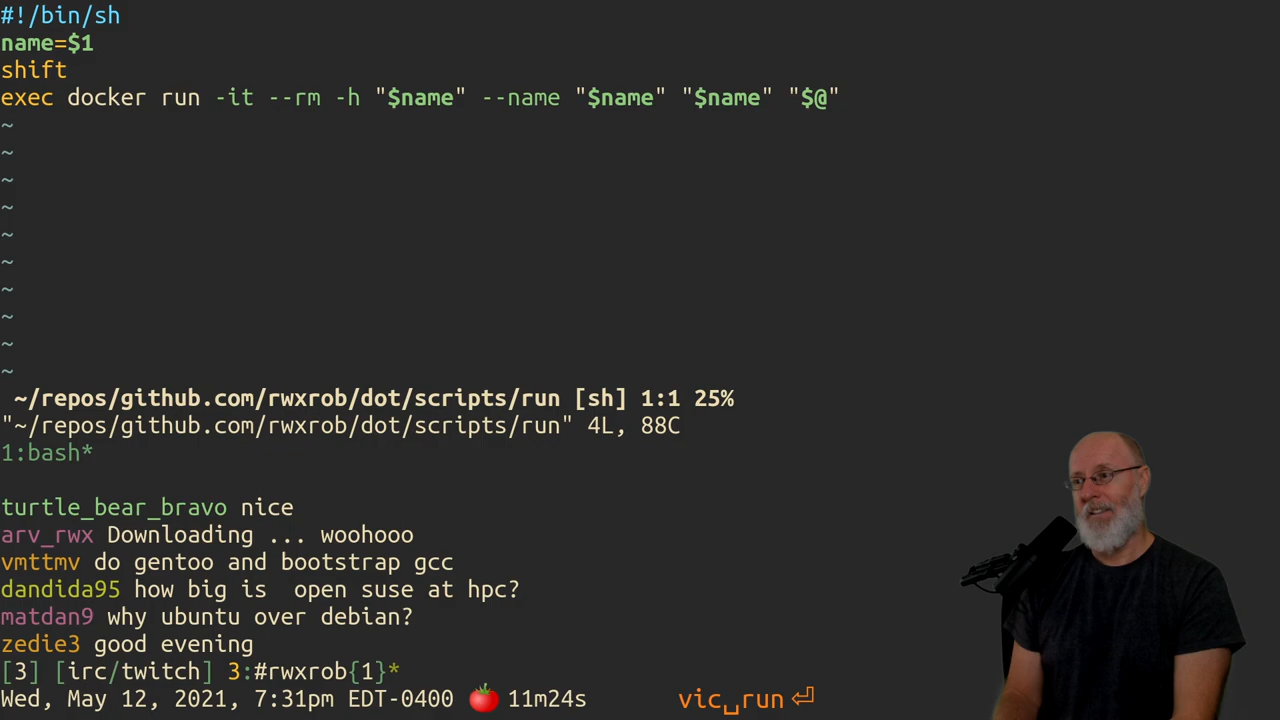 #!/bin/sh
name=$1
shift
exec docker run -it --rm -h "$name" --name "$name" "$name" "$@"
~
~
~
~
~
~
~
~
~
~
~/repos/github.com/rwxrob/dot/scripts/run [sh] 1:1 25%
"~/repos/github.com/rwxrob/dot/scripts/run" 4L, 88C
1:bash*
turtle_bear_bravo nice
arv_rwx Downloading ... woohooo
vmttmv do gentoo and bootstrap gcc
dandida95 how big is  open suse at hpc?
matdan9 why ubuntu over debian?
zedie3 good evening
[3] [irc/twitch] 3:#rwxrob{1}*
Wed, May 12, 2021, 7:31pm EDT-0400 🍅 11m24s vic␣run⏎